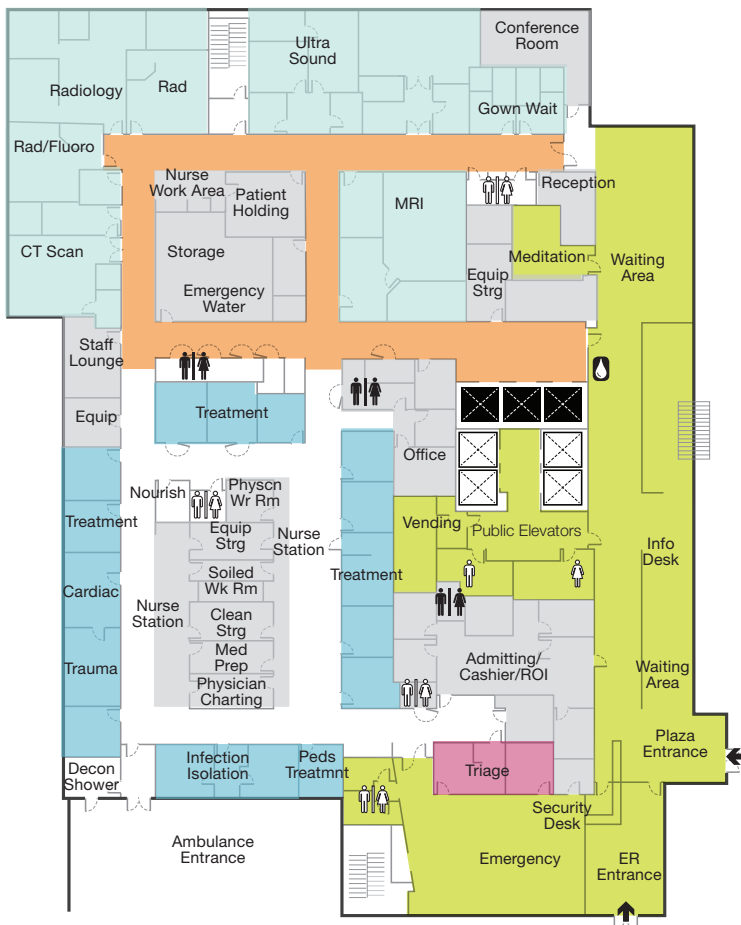 Conference
Room
Ultra
Sound
Radiology
Rad
Gown Wait
Rad/Fluoro
Nurse
Work Area
Patient
Holding
MRI
Reception
CT Scan
Storage
Meditation
Waiting
Area
Equip
Strg
Emergency
Water
Staff
Lounge
Equip
Treatment
Office
Nourish
Physcn
Wr Rm
Vending
Public Elevators
Treatment
Equip
Strg
Nurse
Station
Info
Desk
Soiled
Wk Rm
Treatment
Cardiac
Nurse
Station
Clean
Strg
Med
Prep
Trauma
Admitting/
Cashier/ROI
Waiting
Area
Physician
Charting
Plaza
Entrance
Decon
Shower
Infection
Isolation
Peds
Treatmnt
Triage
Security
Desk
Ambulance
Entrance
Emergency
ER
Entrance